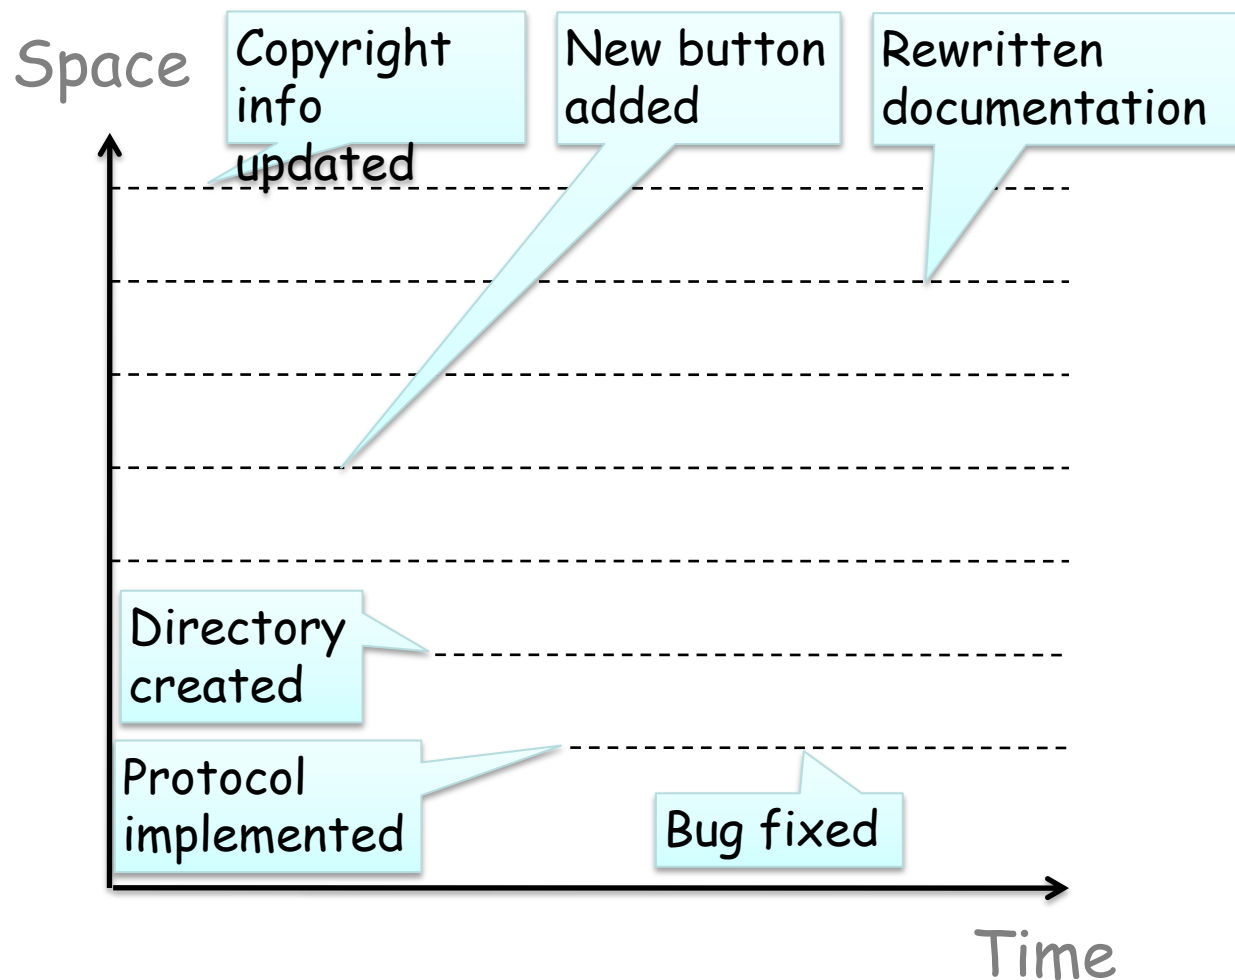 Space
Copyright
info
updated
New button
added
Rewritten
documentation
Directory
created
Protocol
implemented
Bug fixed
Time